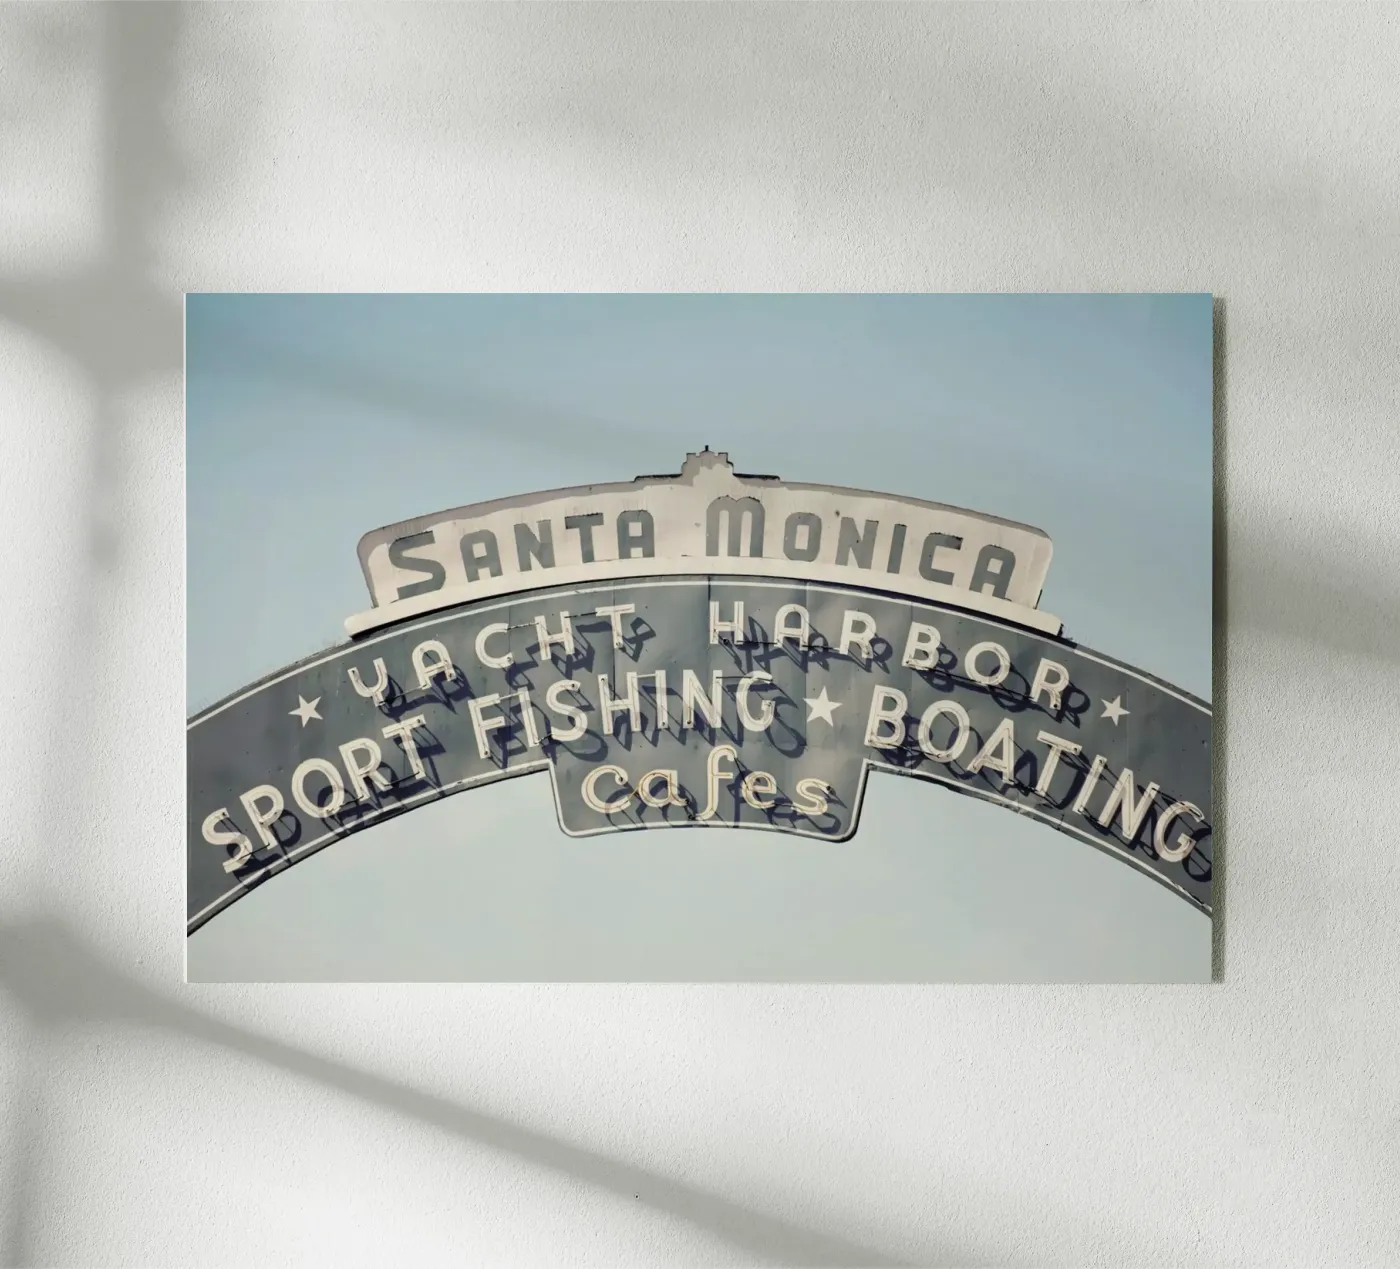 SANTA MONICA
YACHT HARBOR
SPORT FISHING ★ BOATING
cafes